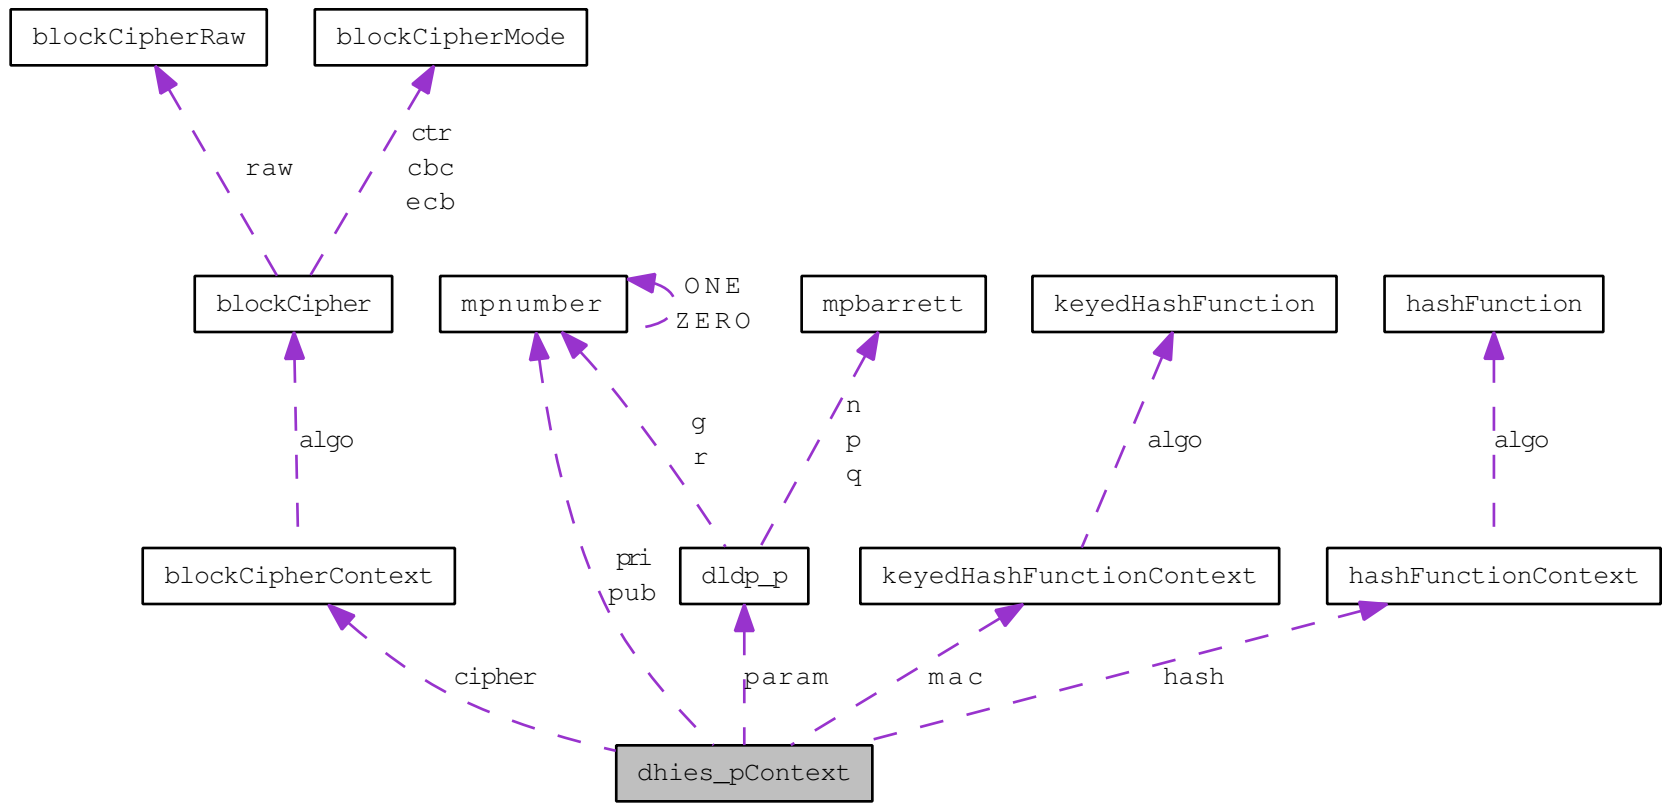 blockCipherRaw
blockCipherMode
ctr
raw
cbc
ecb
blockCipher
mpnumber
ONE
ZERO
mpbarrett
keyedHashFunction
hashFunction
algo
g
r
n
p
q
algo
algo
pri
pub
blockCipherContext
dldp_p
keyedHashFunctionContext
hashFunctionContext
cipher
param
mac
hash
dhies_pContext